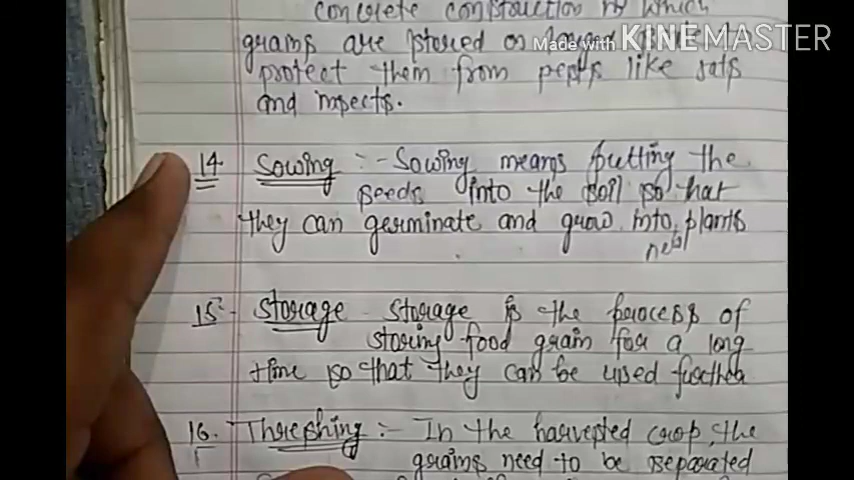 concrete construction in which
grains are stored or
Made with KINEMASTER
protect them from pests like rats
and insects.
14. Sowing :- Sowing means putting the
seeds into the soil so that
they can germinate and grow into plants
new
15- Storage - Storage is the process of
storing food grain for a long
time so that they can be used further
16. Threshing :- In the harvested crop, the
grains need to be separated